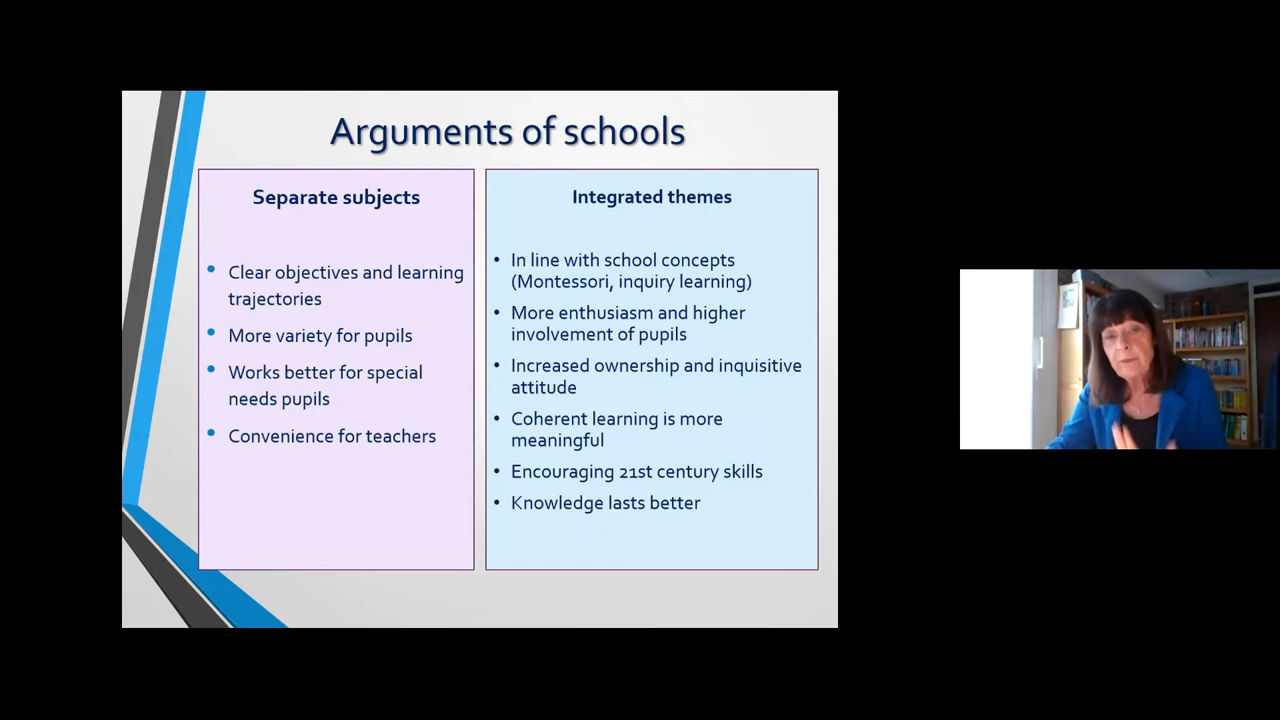 Arguments of schools
Separate subjects
Clear objectives and learning
trajectories
More variety for pupils
Works better for special
needs pupils
Convenience for teachers
Integrated themes
In line with school concepts
(Montessori, inquiry learning)
More enthusiasm and higher
involvement of pupils
Increased ownership and inquisitive
attitude
Coherent learning is more
meaningful
Encouraging 21st century skills
Knowledge lasts better